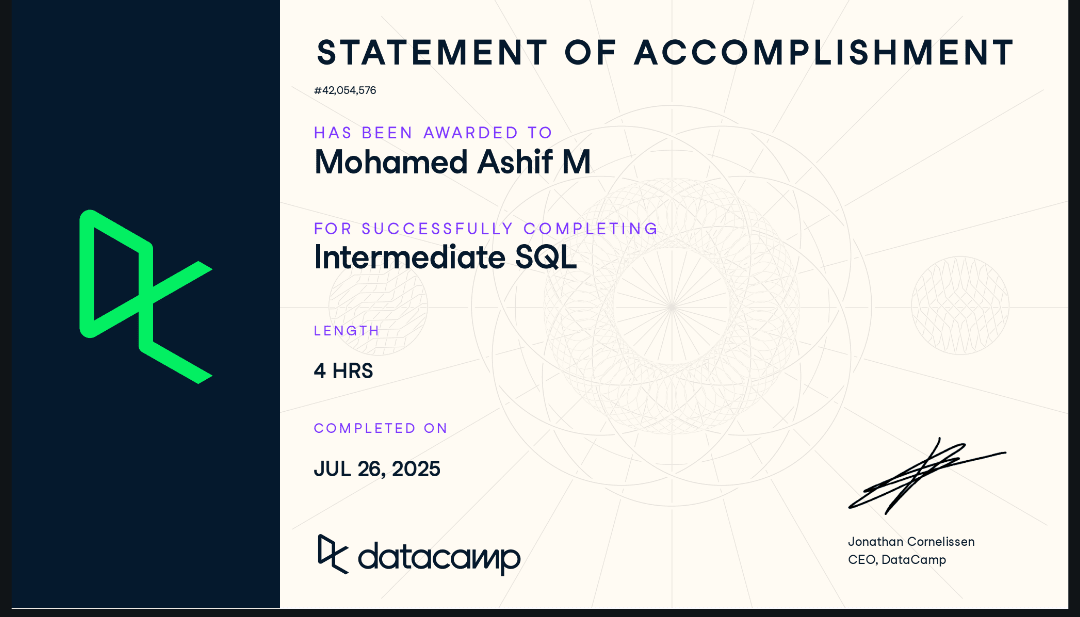 STATEMENT OF ACCOMPLISHMENT
#42,054,576
HAS BEEN AWARDED TO
Mohamed Ashif M
FOR SUCCESSFULLY COMPLETING
Intermediate SQL
LENGTH
4 HRS
COMPLETED ON
JUL 26, 2025
datacamp
Jonathan Cornelissen
CEO, DataCamp